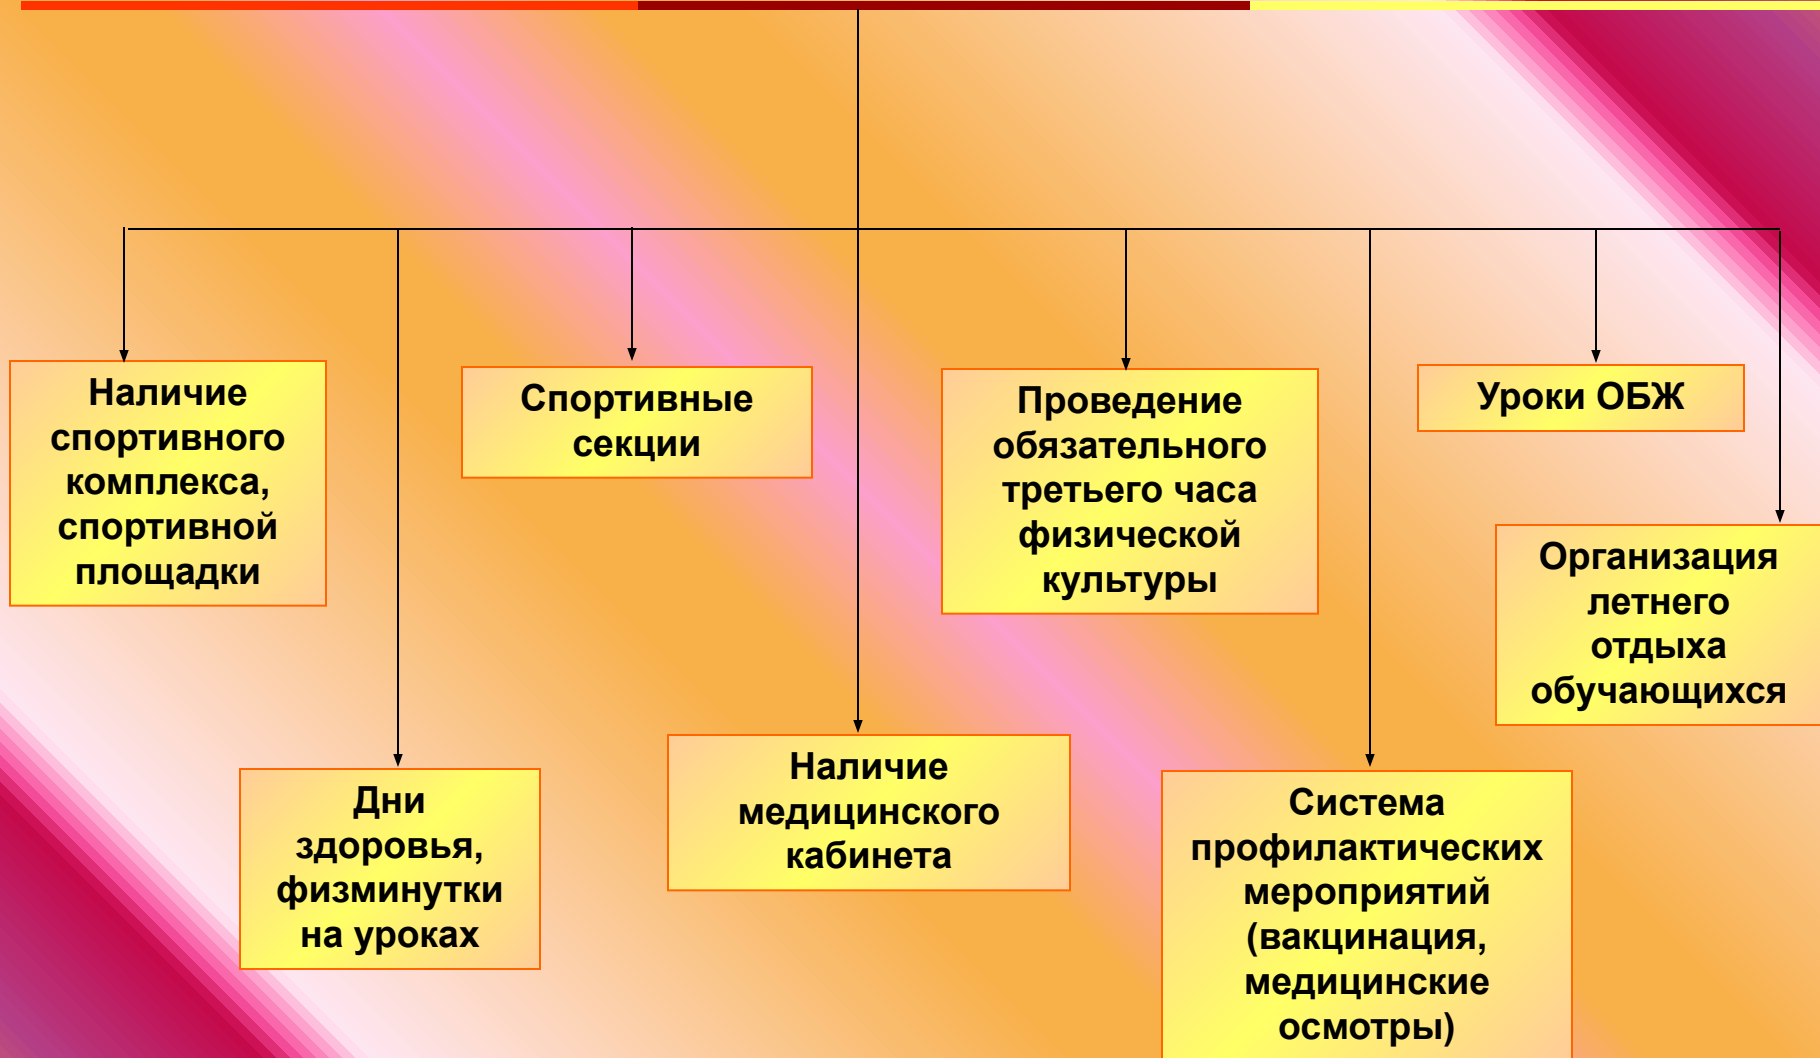 Наличие
спортивного
комплекса,
спортивной
площадки
Дни
здоровья,
физминутки
на уроках
Спортивные
секции
Наличие
медицинского
кабинета
Проведение
обязательного
третьего часа
физической
культуры
Система
профилактических
мероприятий
(вакцинация,
медицинские
осмотры)
Уроки ОБЖ
Организация
летнего
отдыха
обучающихся